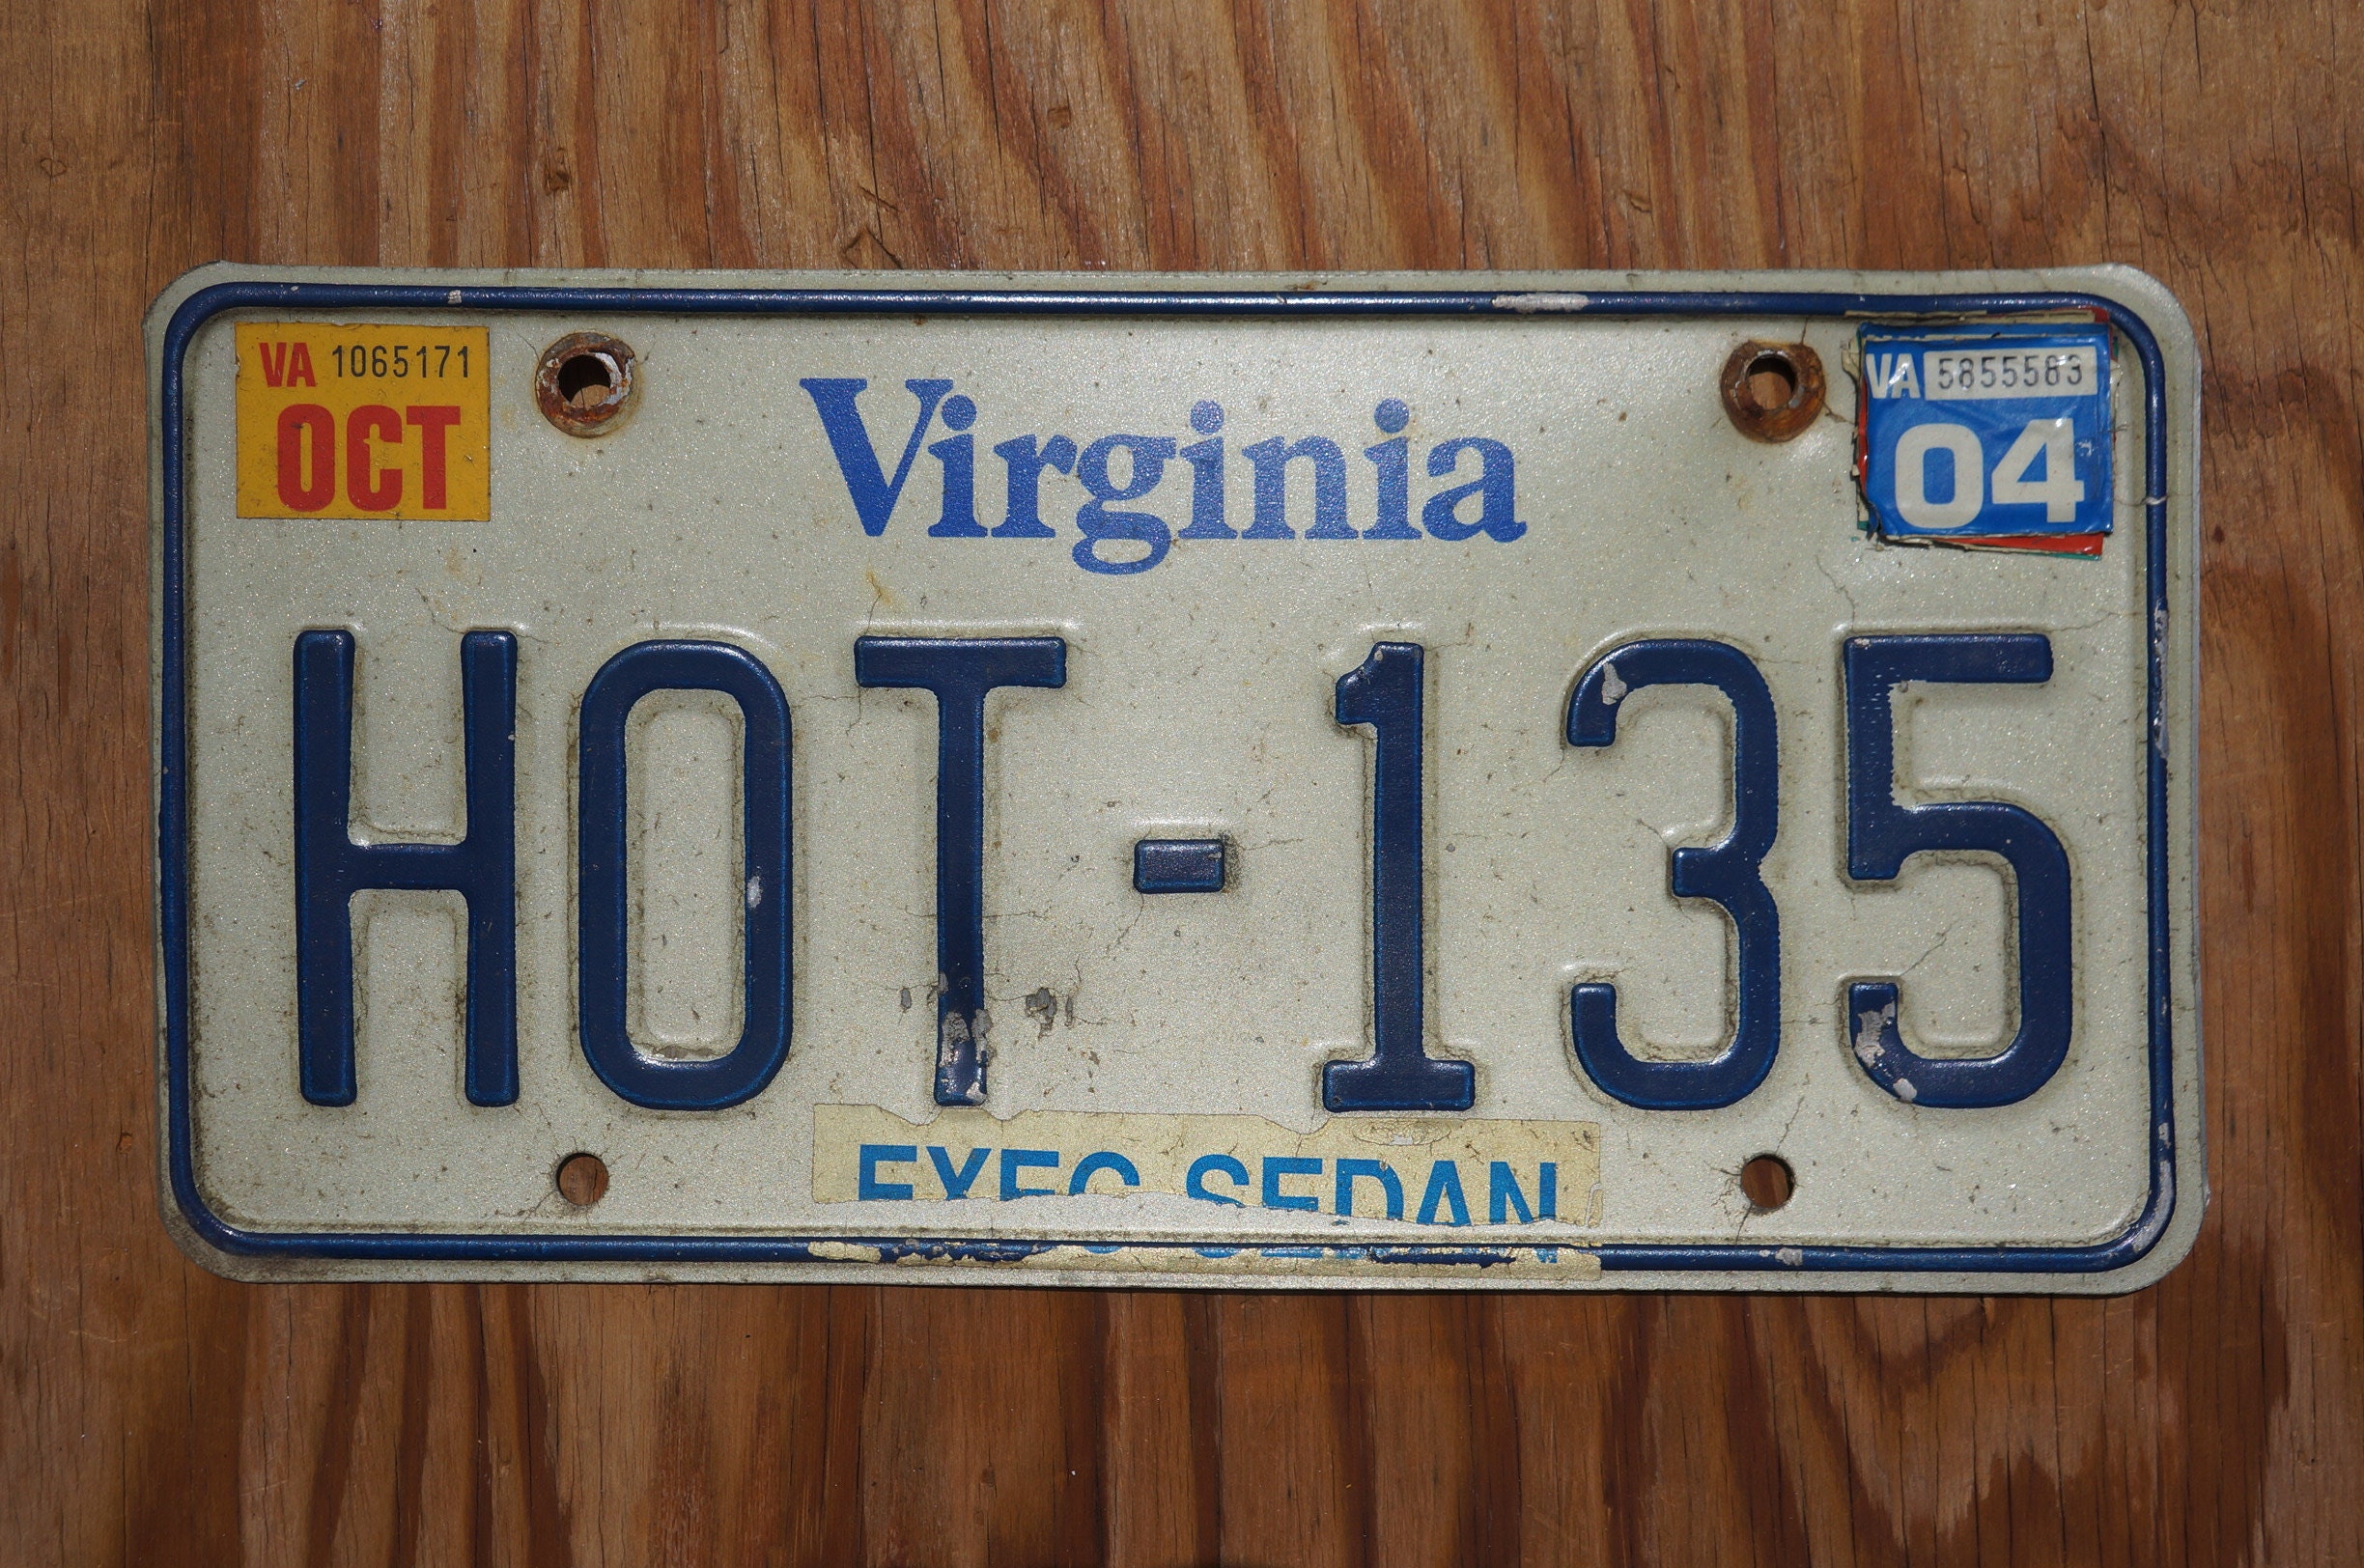 VA 1065171
OCT
Virginia
VA 5855583
04
HOT-135
EXEC SEDAN